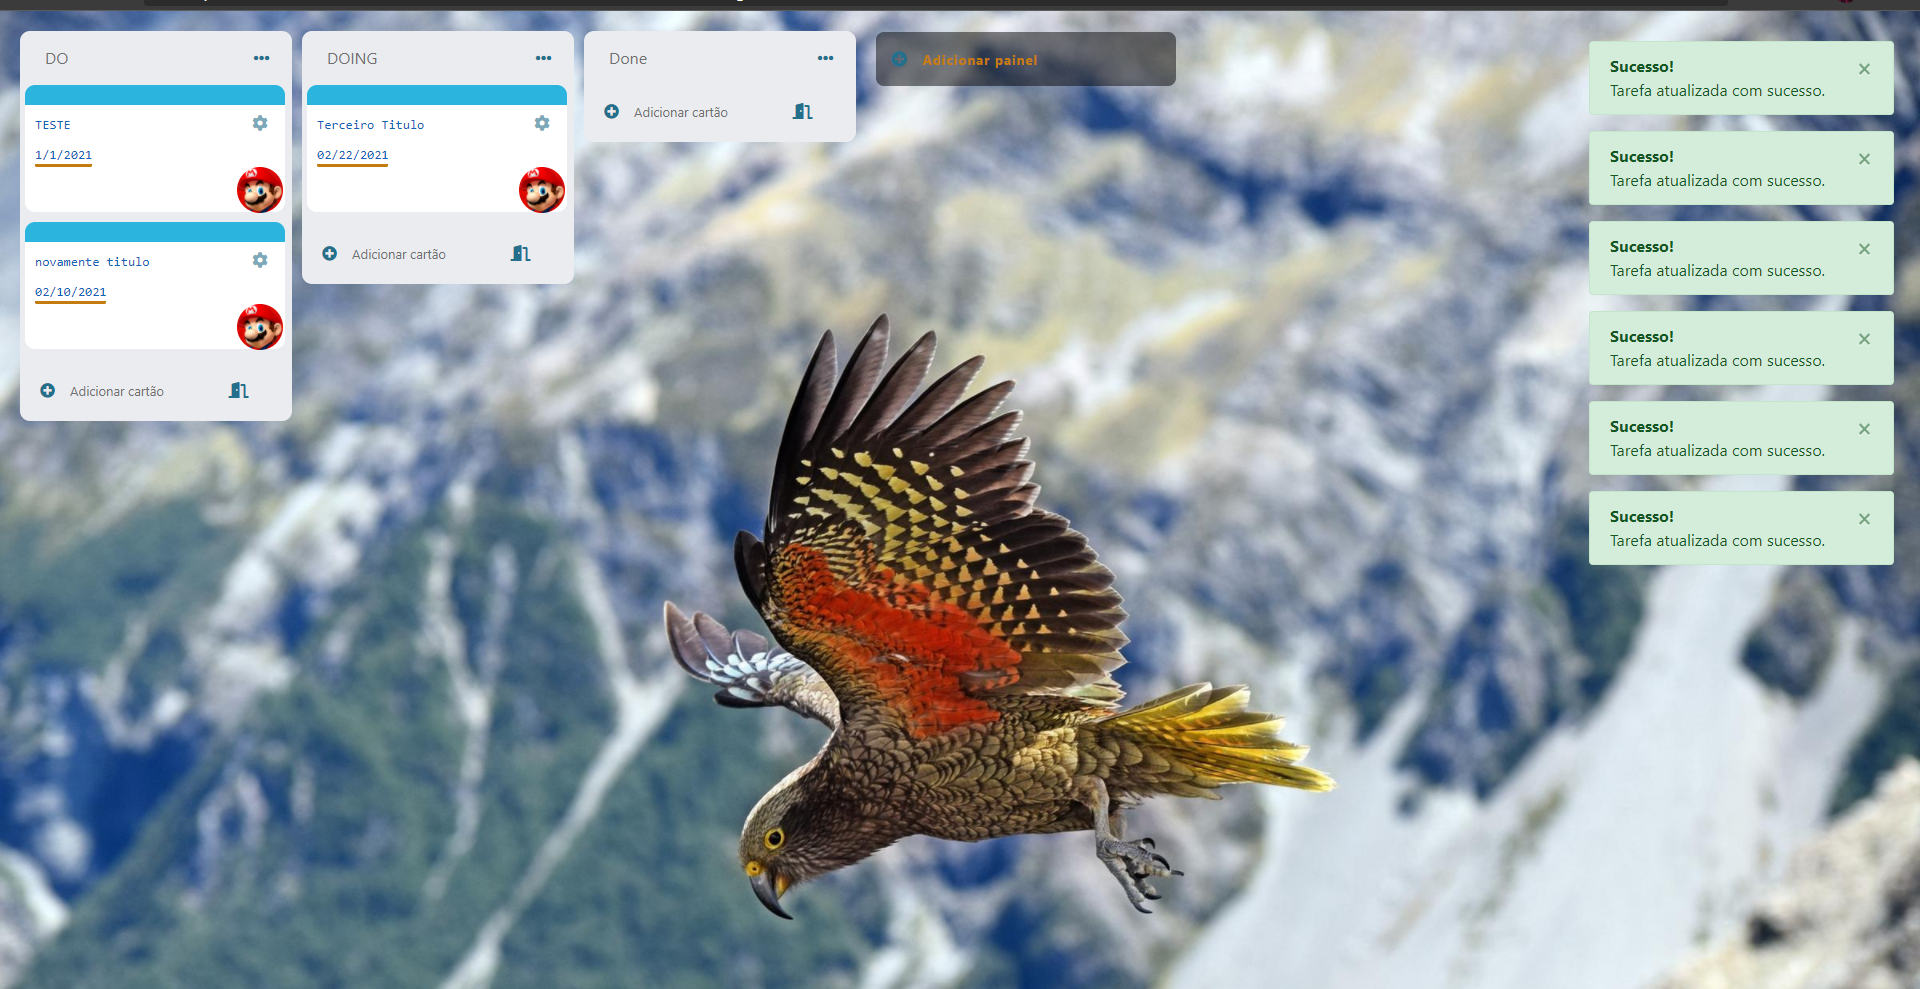 DO
TESTE
1/1/2021
novamente titulo
02/10/2021
Adicionar cartão
DOING
Terceiro Titulo
02/22/2021
Adicionar cartão
Done
Adicionar cartão
Adicionar painel
Sucesso!
Tarefa atualizada com sucesso.
Sucesso!
Tarefa atualizada com sucesso.
Sucesso!
Tarefa atualizada com sucesso.
Sucesso!
Tarefa atualizada com sucesso.
Sucesso!
Tarefa atualizada com sucesso.
Sucesso!
Tarefa atualizada com sucesso.